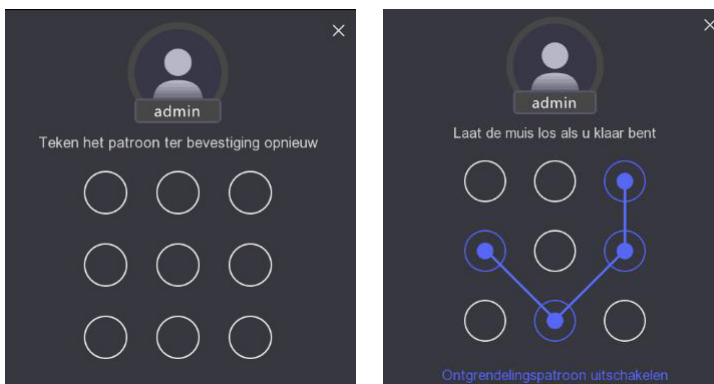 admin
Teken het patroon ter bevestiging opnieuw
admin
Laat de muis los als u klaar bent
Ontgrendelingspatroon uitschakelen